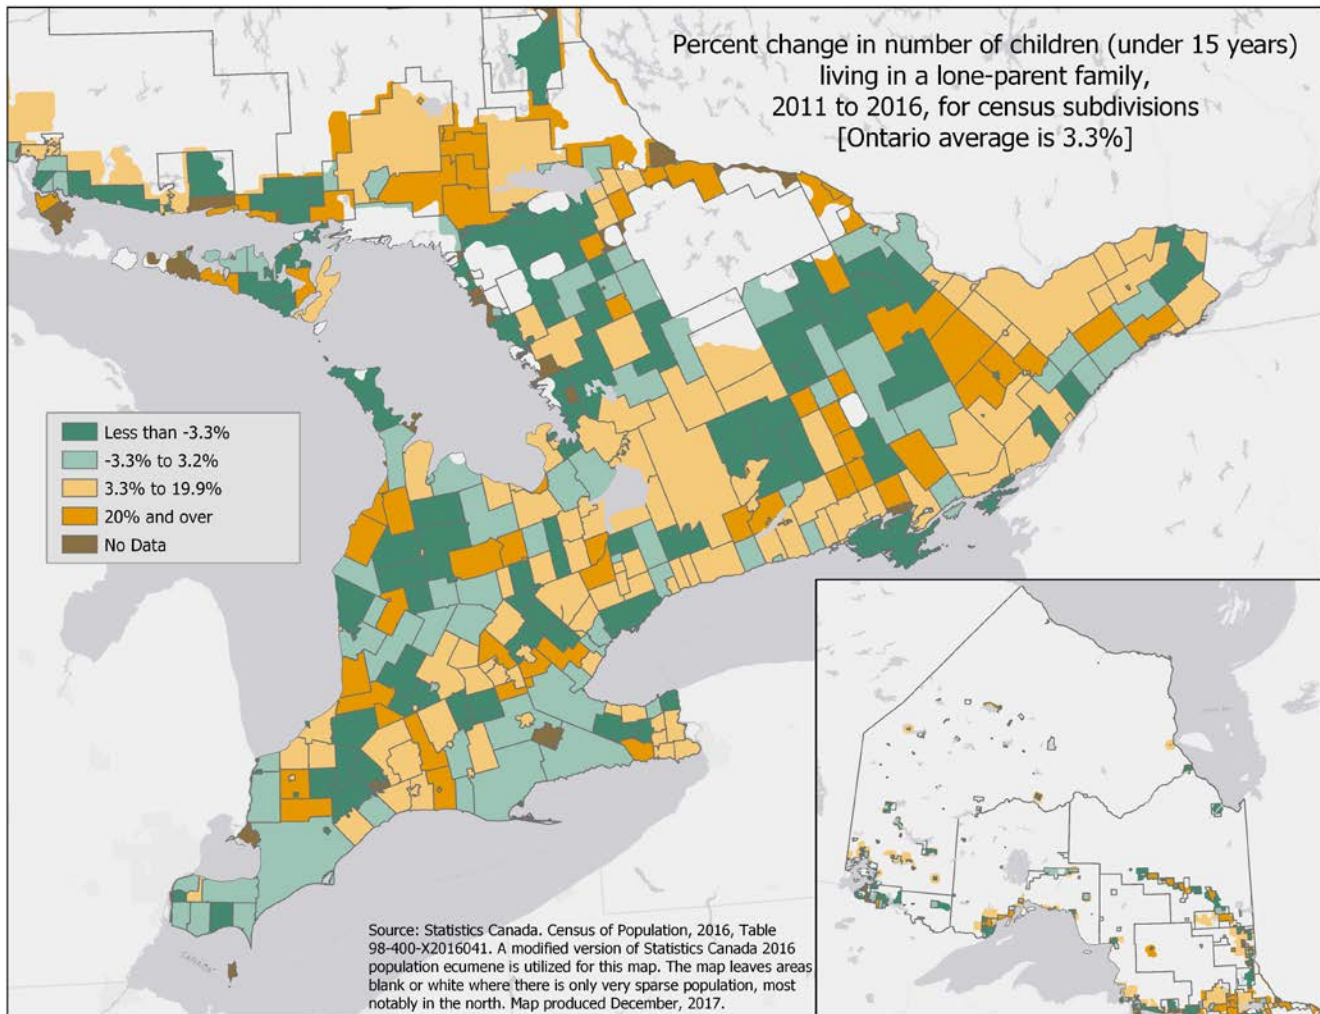 Percent change in number of children (under 15 years)
living in a lone-parent family,
2011 to 2016, for census subdivisions
[Ontario average is 3.3%]
Less than -3.3%
-3.3% to 3.2%
3.3% to 19.9%
20% and over
No Data
Source: Statistics Canada. Census of Population, 2016, Table
98-400-X2016041. A modified version of Statistics Canada 2016
population ecumene is utilized for this map. The map leaves areas
blank or white where there is only very sparse population, most
notably in the north. Map produced December, 2017.